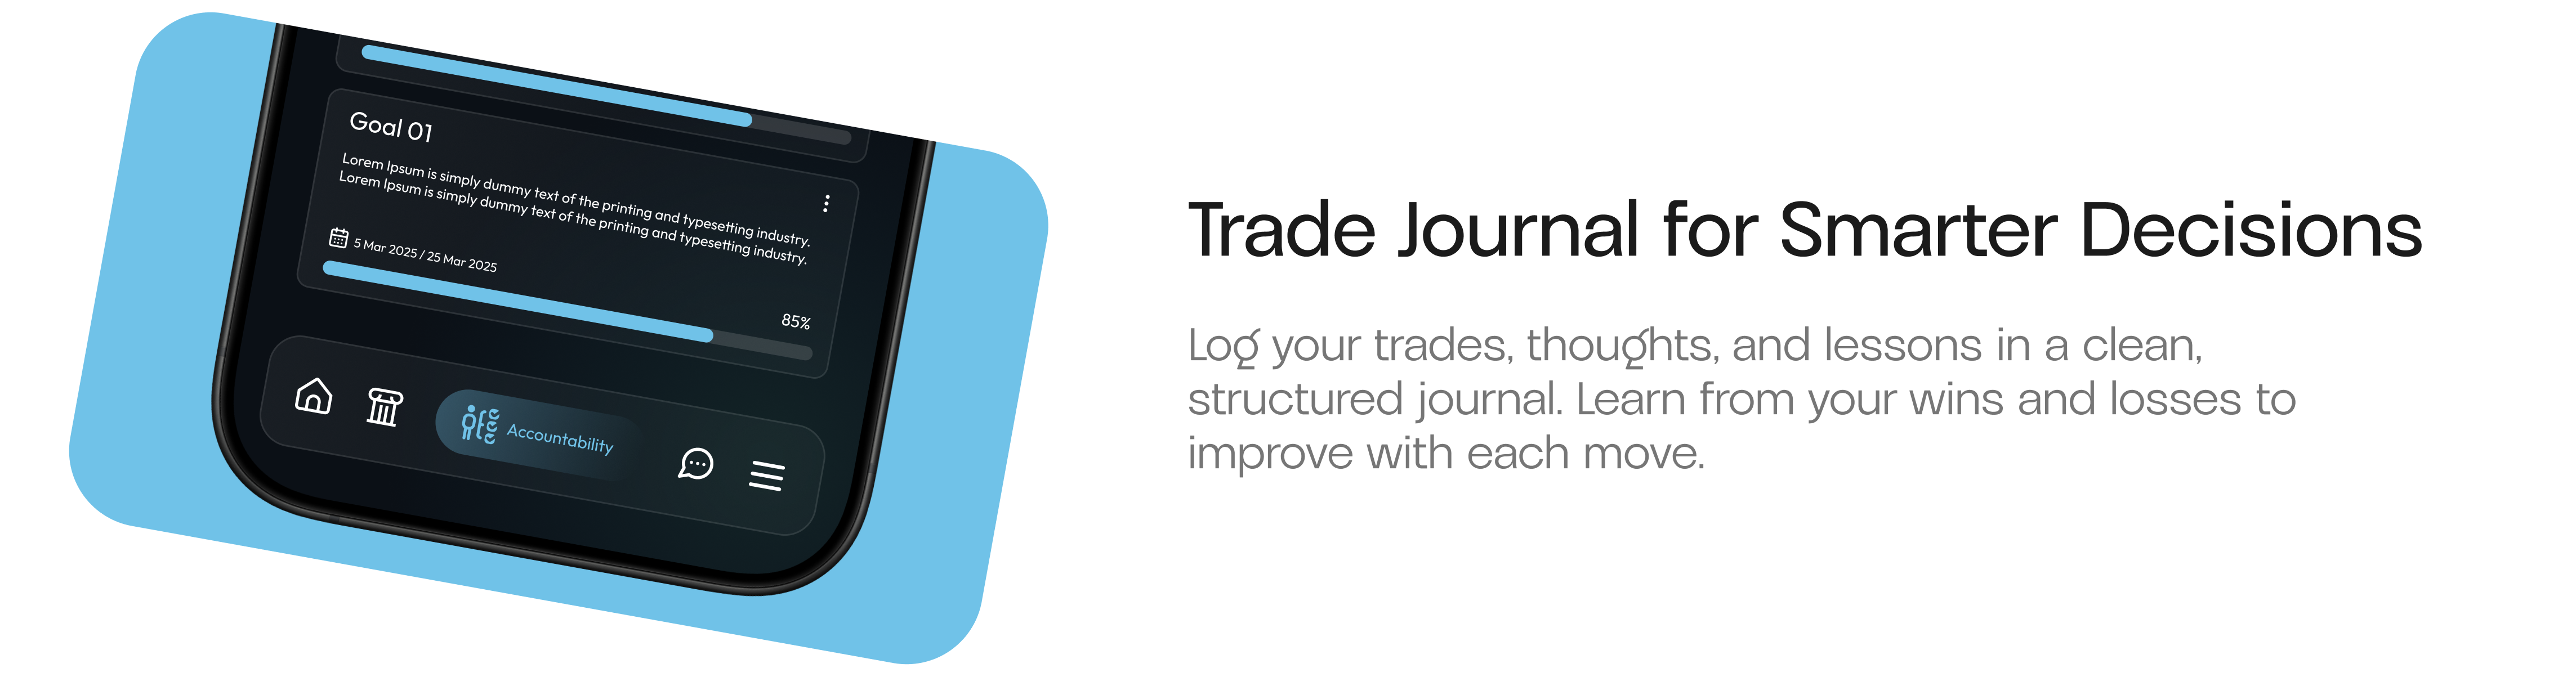 Goal 01
Lorem Ipsum is simply dummy text of the printing and typesetting industry.
Lorem Ipsum is simply dummy text of the printing and typesetting industry.
5 Mar 2025 / 25 Mar 2025
85%
Accountability
Trade Journal for Smarter Decisions
Log your trades, thoughts, and lessons in a clean,
structured journal. Learn from your wins and losses to
improve with each move.